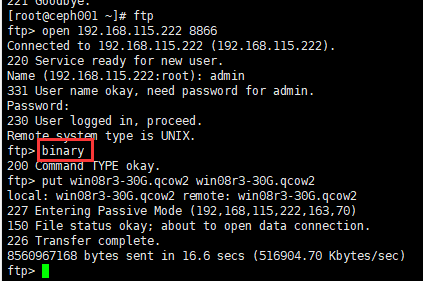 221 Goodbye.
[root@ceph001 ~]# ftp
ftp> open 192.168.115.222 8866
Connected to 192.168.115.222 (192.168.115.222).
220 Service ready for new user.
Name (192.168.115.222:root): admin
331 User name okay, need password for admin.
Password:
230 User logged in, proceed.
Remote system type is UNIX.
ftp> binary
200 Command TYPE okay.
ftp> put win08r3-30G.qcow2 win08r3-30G.qcow2
local: win08r3-30G.qcow2 remote: win08r3-30G.qcow2
227 Entering Passive Mode (192,168,115,222,163,70)
150 File status okay; about to open data connection.
226 Transfer complete.
8560967168 bytes sent in 16.6 secs (516904.70 Kbytes/sec)
ftp>